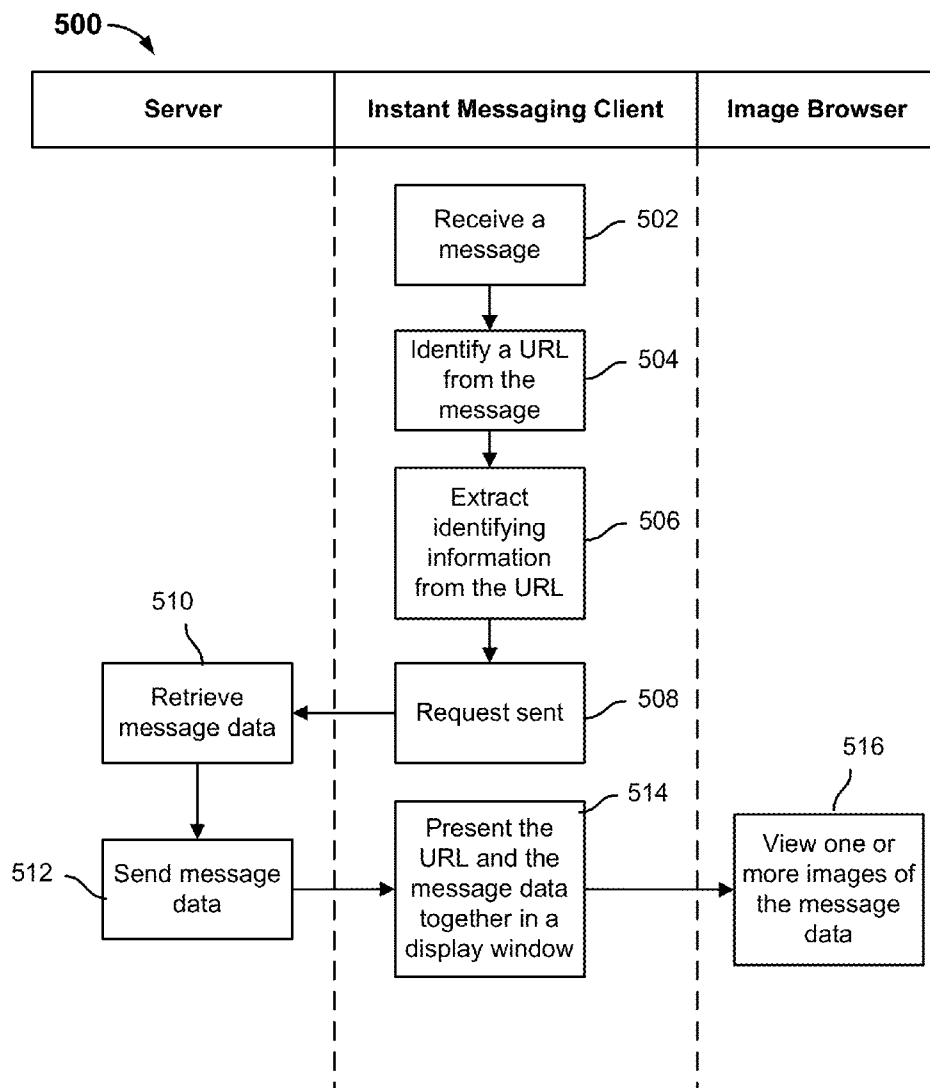 500
Server
Instant Messaging Client
Image Browser
Receive a
message
502
Identify a URL
from the
message
504
Extract
identifying
information
from the URL
506
510
Retrieve
message data
Request sent
508
516
514
512
Send message
data
Present the
URL and the
message data
together in a
display window
View one or
more images of
the message
data